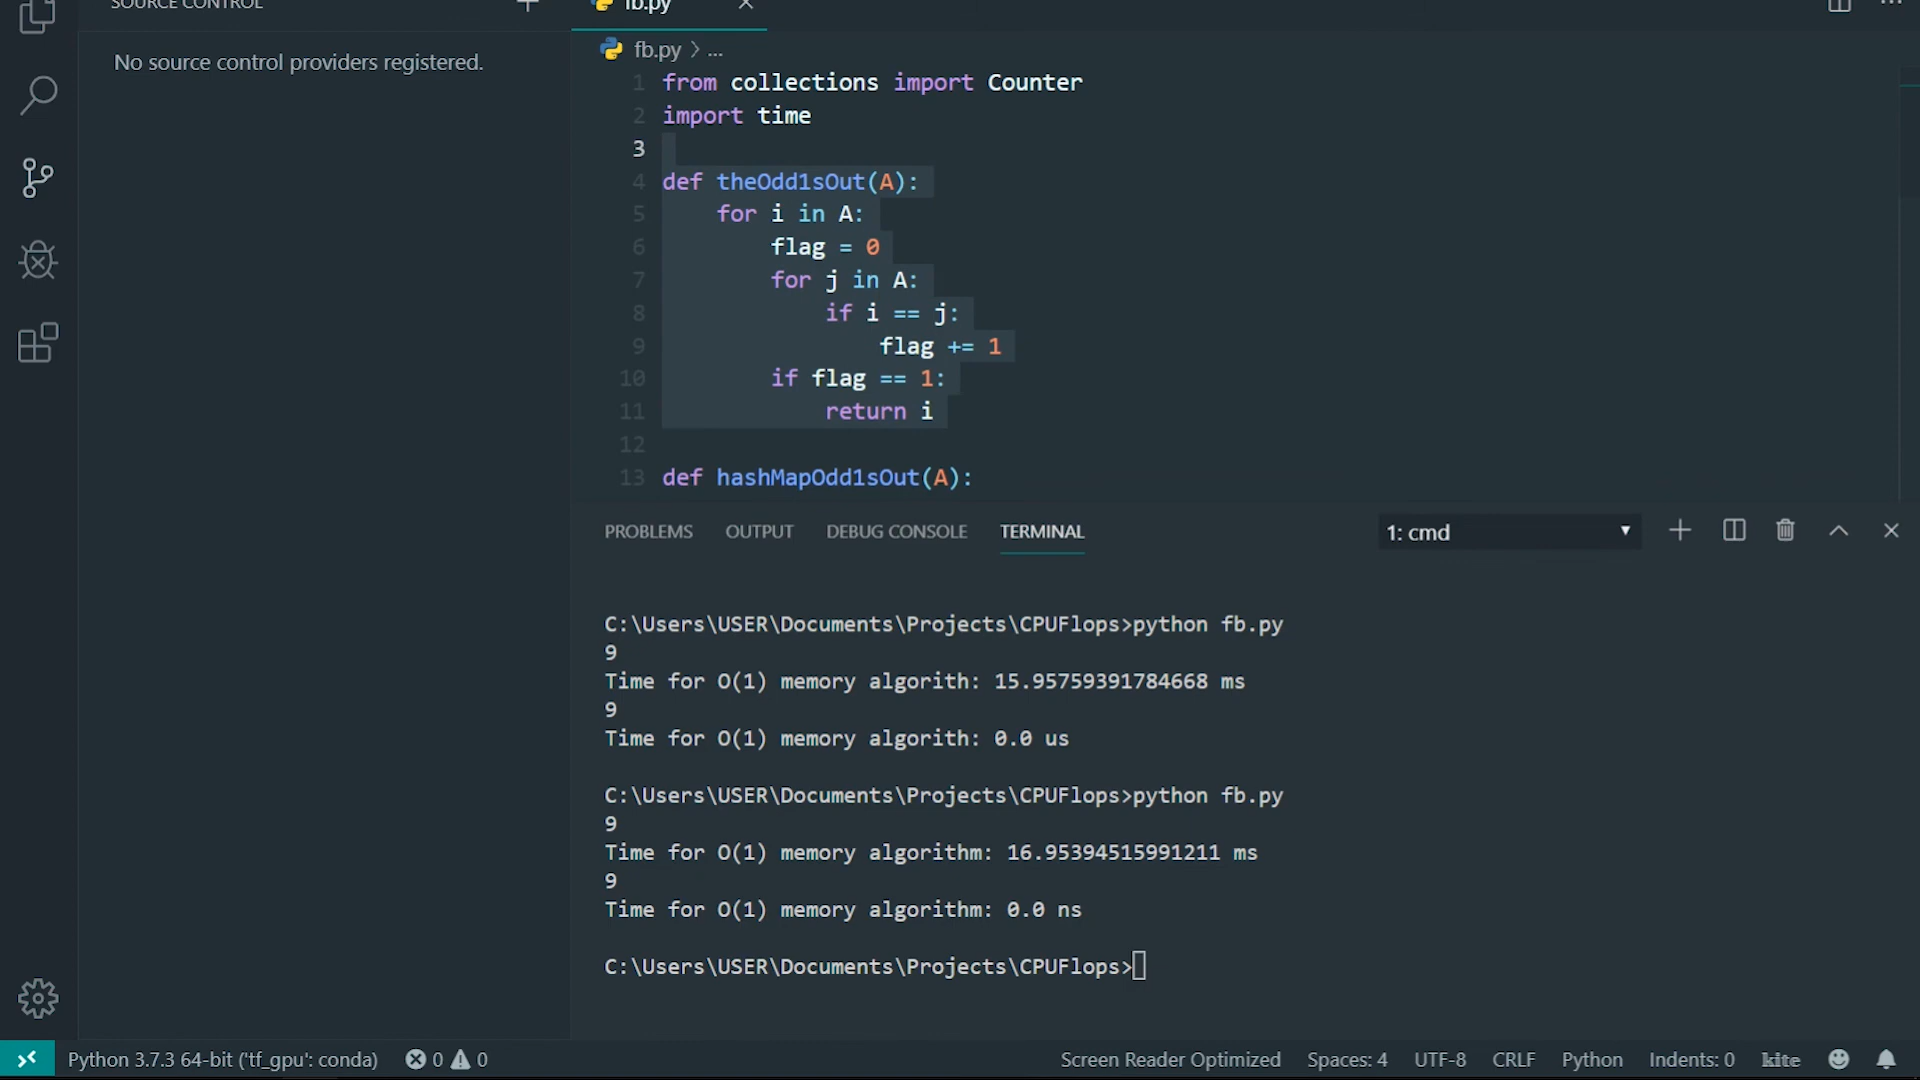 SOURCE CONTROL
No source control providers registered.
fb.py
fb.py > ...
1 from collections import Counter
2 import time
3
4 def theOdd1sOut(A):
5 for i in A:
6 flag = 0
7 for j in A:
8 if i == j:
9 flag += 1
10 if flag == 1:
11 return i
12
13 def hashMapOdd1sOut(A):
PROBLEMS OUTPUT DEBUG CONSOLE TERMINAL 1: cmd
C:\Users\USER\Documents\Projects\CPUFlops>python fb.py
9
Time for O(1) memory algorith: 15.95759391784668 ms
9
Time for O(1) memory algorith: 0.0 us
C:\Users\USER\Documents\Projects\CPUFlops>python fb.py
9
Time for O(1) memory algorithm: 16.95394515991211 ms
9
Time for O(1) memory algorithm: 0.0 ns
C:\Users\USER\Documents\Projects\CPUFlops>
Python 3.7.3 64-bit ('tf_gpu': conda) 0 0 Screen Reader Optimized Spaces: 4 UTF-8 CRLF Python Indents: 0 kite